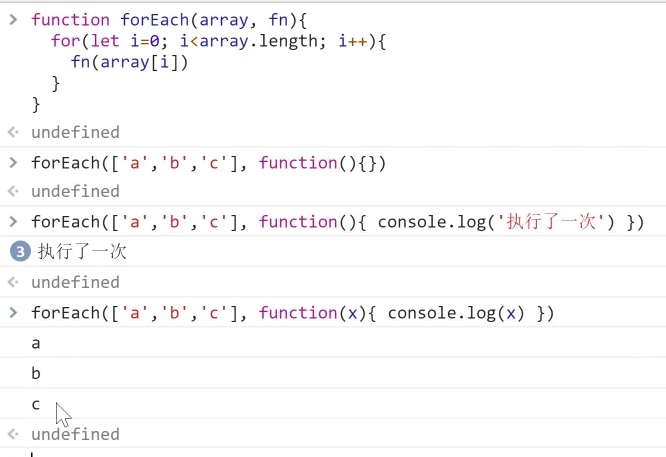 function forEach(array, fn){
for(let i=0; i<array.length; i++){
fn(array[i])
}
}
undefined
forEach(['a','b','c'], function(){})
undefined
forEach(['a','b','c'], function(){ console.log('执行了一次') })
3 执行了一次
undefined
forEach(['a','b','c'], function(x){ console.log(x) })
a
b
c
undefined